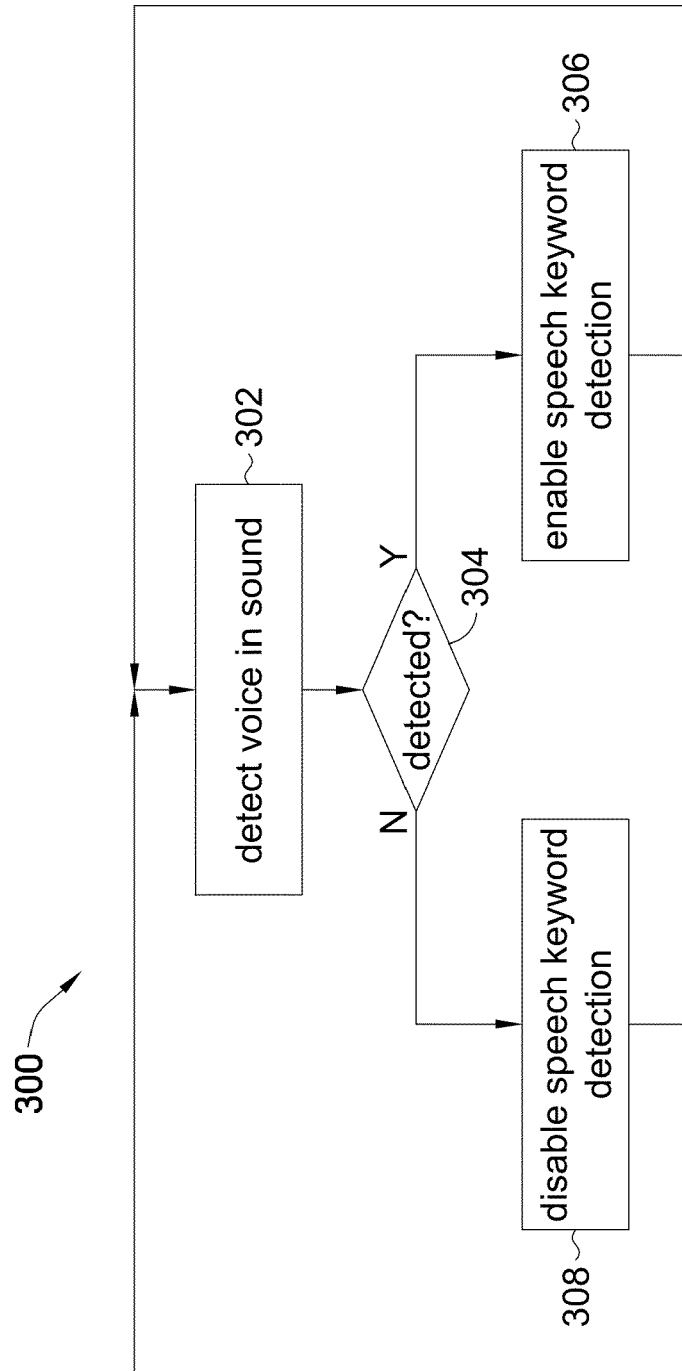 300
detect voice in sound
302
detected?
304
N
Y
disable speech keyword
detection
308
enable speech keyword
detection
306